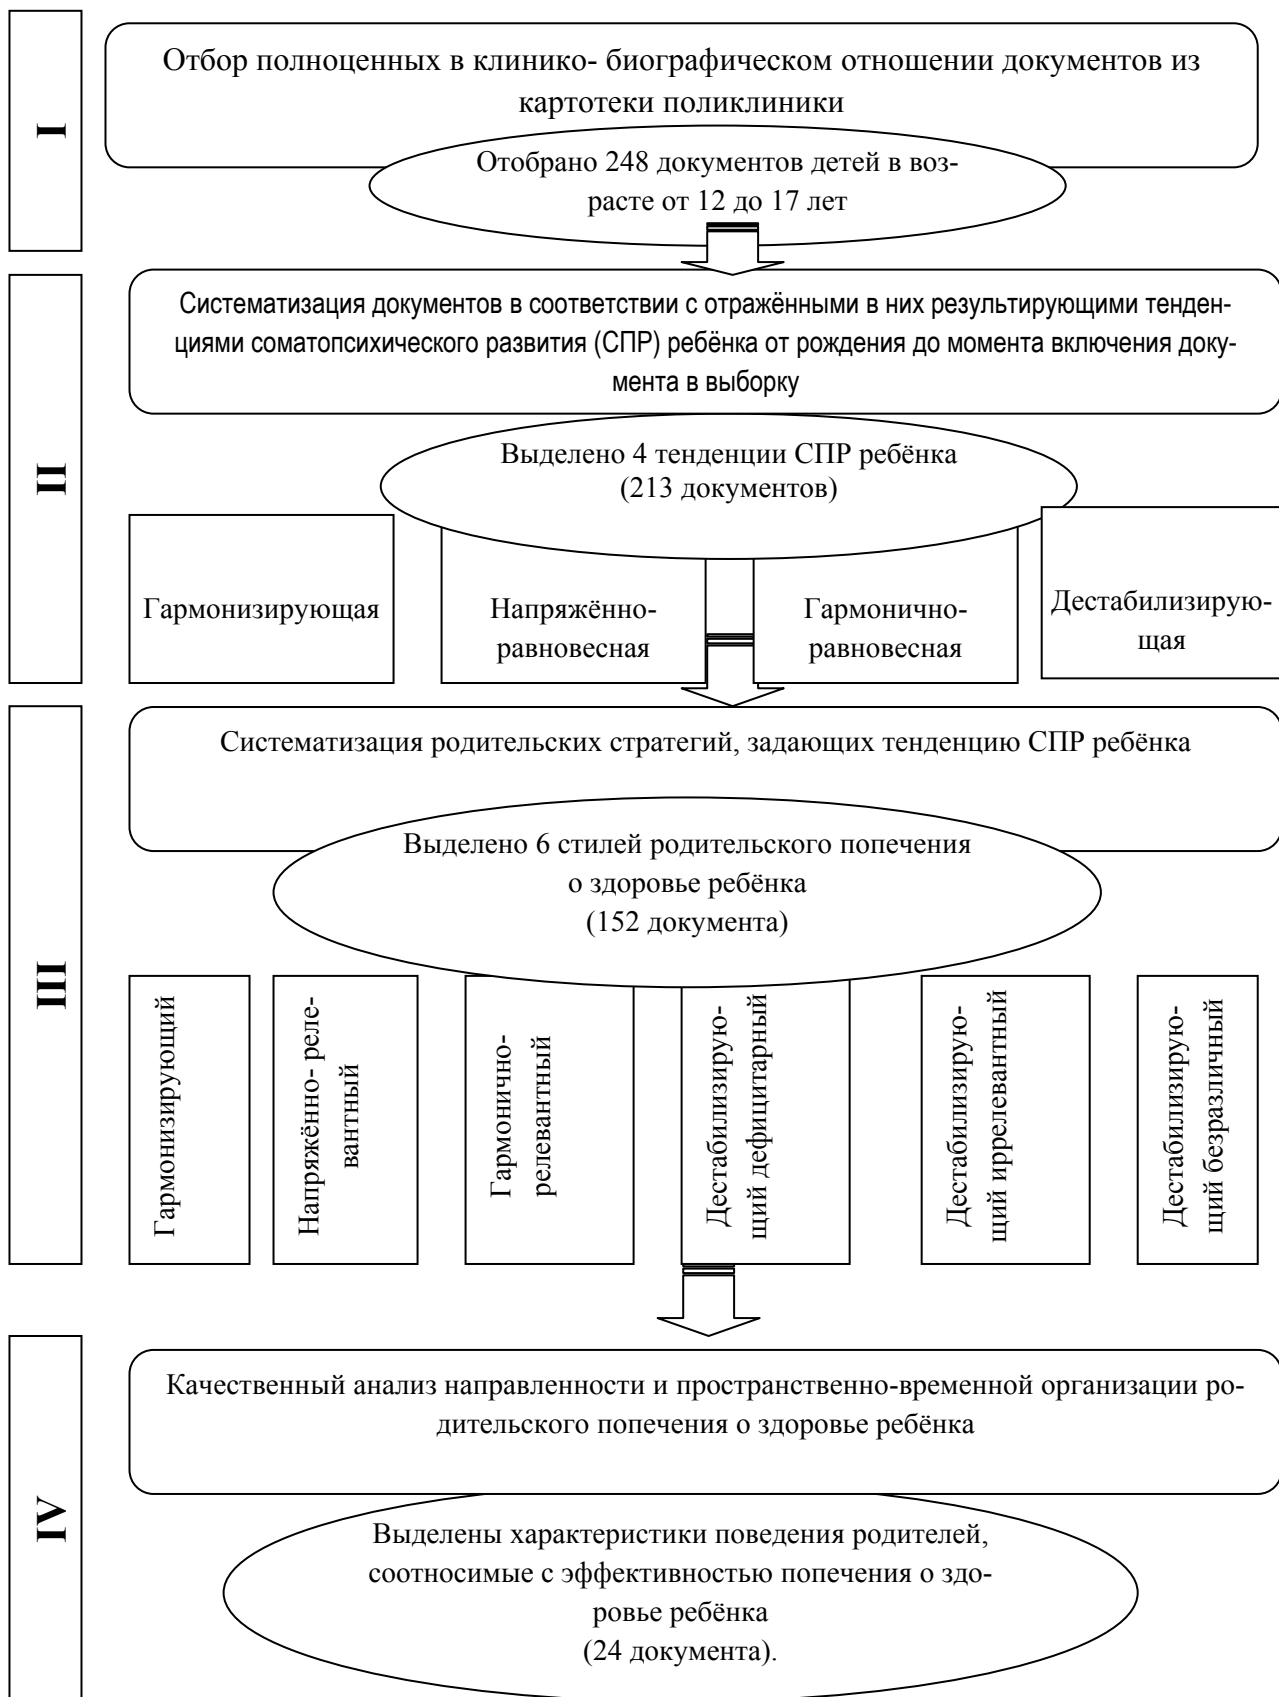 I
Отбор полноценных в клинико- биографическом отношении документов из
картотеки поликлиники
Отобрано 248 документов детей в воз-
расте от 12 до 17 лет
II
Систематизация документов в соответствии с отражёнными в них результирующими тенден-
циями соматопсихического развития (СПР) ребёнка от рождения до момента включения доку-
мента в выборку
Выделено 4 тенденции СПР ребёнка
(213 документов)
Гармонизирующая
Напряжённо-
равновесная
Гармонично-
равновесная
Дестабилизирую-
щая
III
Систематизация родительских стратегий, задающих тенденцию СПР ребёнка
Выделено 6 стилей родительского попечения
о здоровье ребёнка
(152 документа)
Гармонизирующий
Напряжённо- реле-
вантный
Гармонично-
релевантный
Дестабилизирую-
щий дефицитарный
Дестабилизирую-
щий иррелевантный
Дестабилизирую-
щий безразличный
IV
Качественный анализ направленности и пространственно-временной организации ро-
дительского попечения о здоровье ребёнка
Выделены характеристики поведения родителей,
соотносимые с эффективностью попечения о здо-
ровье ребёнка
(24 документа).